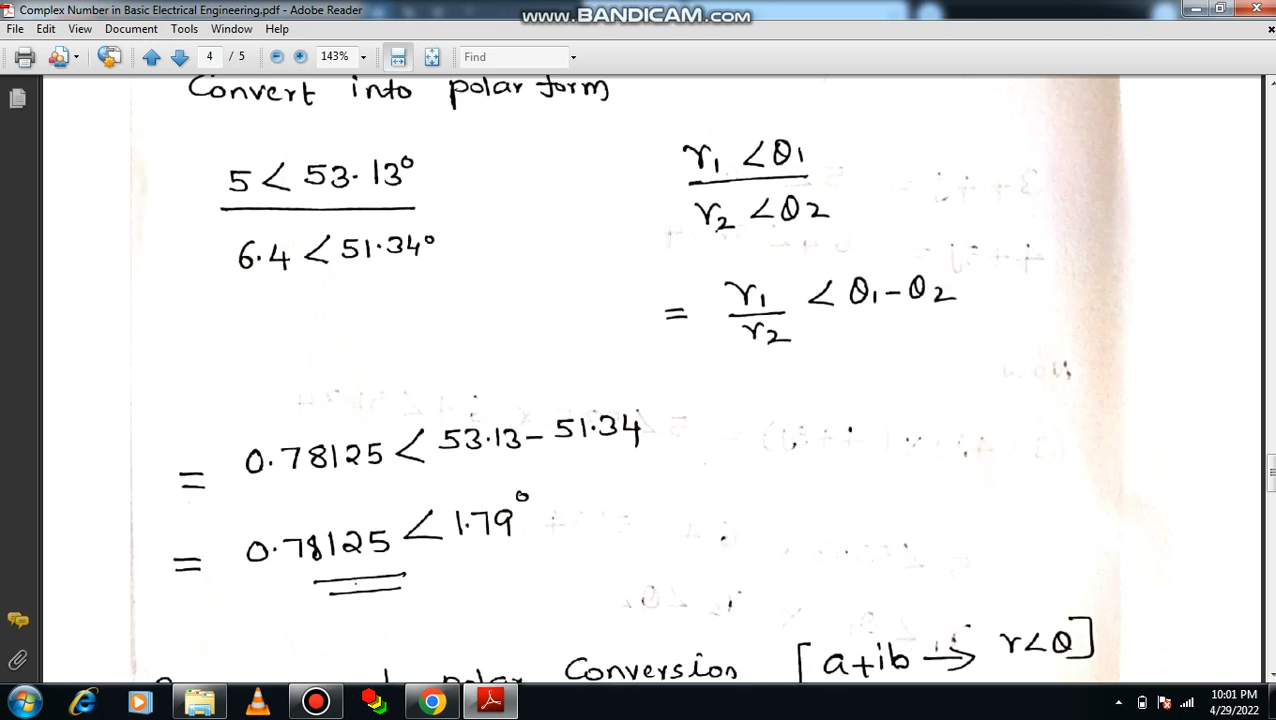 Complex Number in Basic Electrical Engineering.pdf - Adobe Reader
www.BANDICAM.com
File Edit View Document Tools Window Help
4 / 5 143% Find
Convert into polar form
5 < 53.13°
6.4 < 51.34°
r1 < θ1
r2 < θ2
= r1 < θ1 - θ2
r2
= 0.78125 < 53.13 - 51.34
= 0.78125 < 1.79°
polar Conversion [a+ib → r<θ]
10:01 PM
4/29/2022